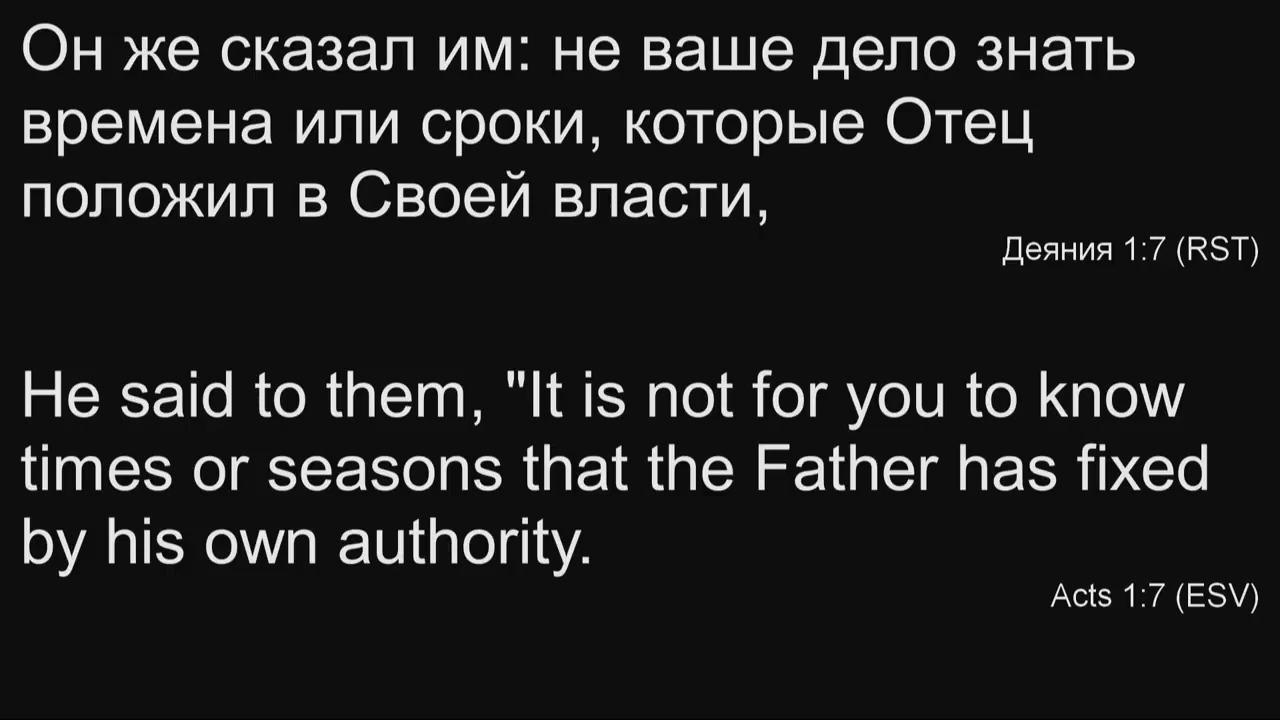 Он же сказал им: не ваше дело знать
времена или сроки, которые Отец
положил в Своей власти,
Деяния 1:7 (RST)
He said to them, "It is not for you to know
times or seasons that the Father has fixed
by his own authority.
Acts 1:7 (ESV)